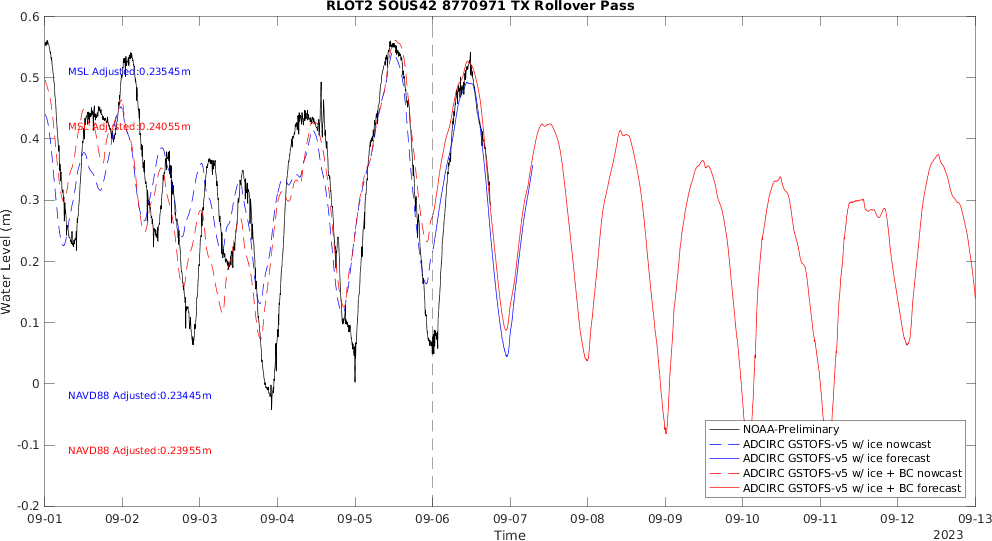 RLOT2 SOUS42 8770971 TX Rollover Pass
Water Level (m)
0.6
0.5
0.4
0.3
0.2
0.1
0
-0.1
-0.2
MSL Adjusted:0.23545m
MSL Adjusted:0.24055m
NAVD88 Adjusted:0.23445m
NAVD88 Adjusted:0.23955m
NOAA-Preliminary
ADCIRC GSTOFS-v5 w/ ice nowcast
ADCIRC GSTOFS-v5 w/ ice forecast
ADCIRC GSTOFS-v5 w/ ice + BC nowcast
ADCIRC GSTOFS-v5 w/ ice + BC forecast
09-01 09-02 09-03 09-04 09-05 09-06 09-07 09-08 09-09 09-10 09-11 09-12 09-13
Time
2023